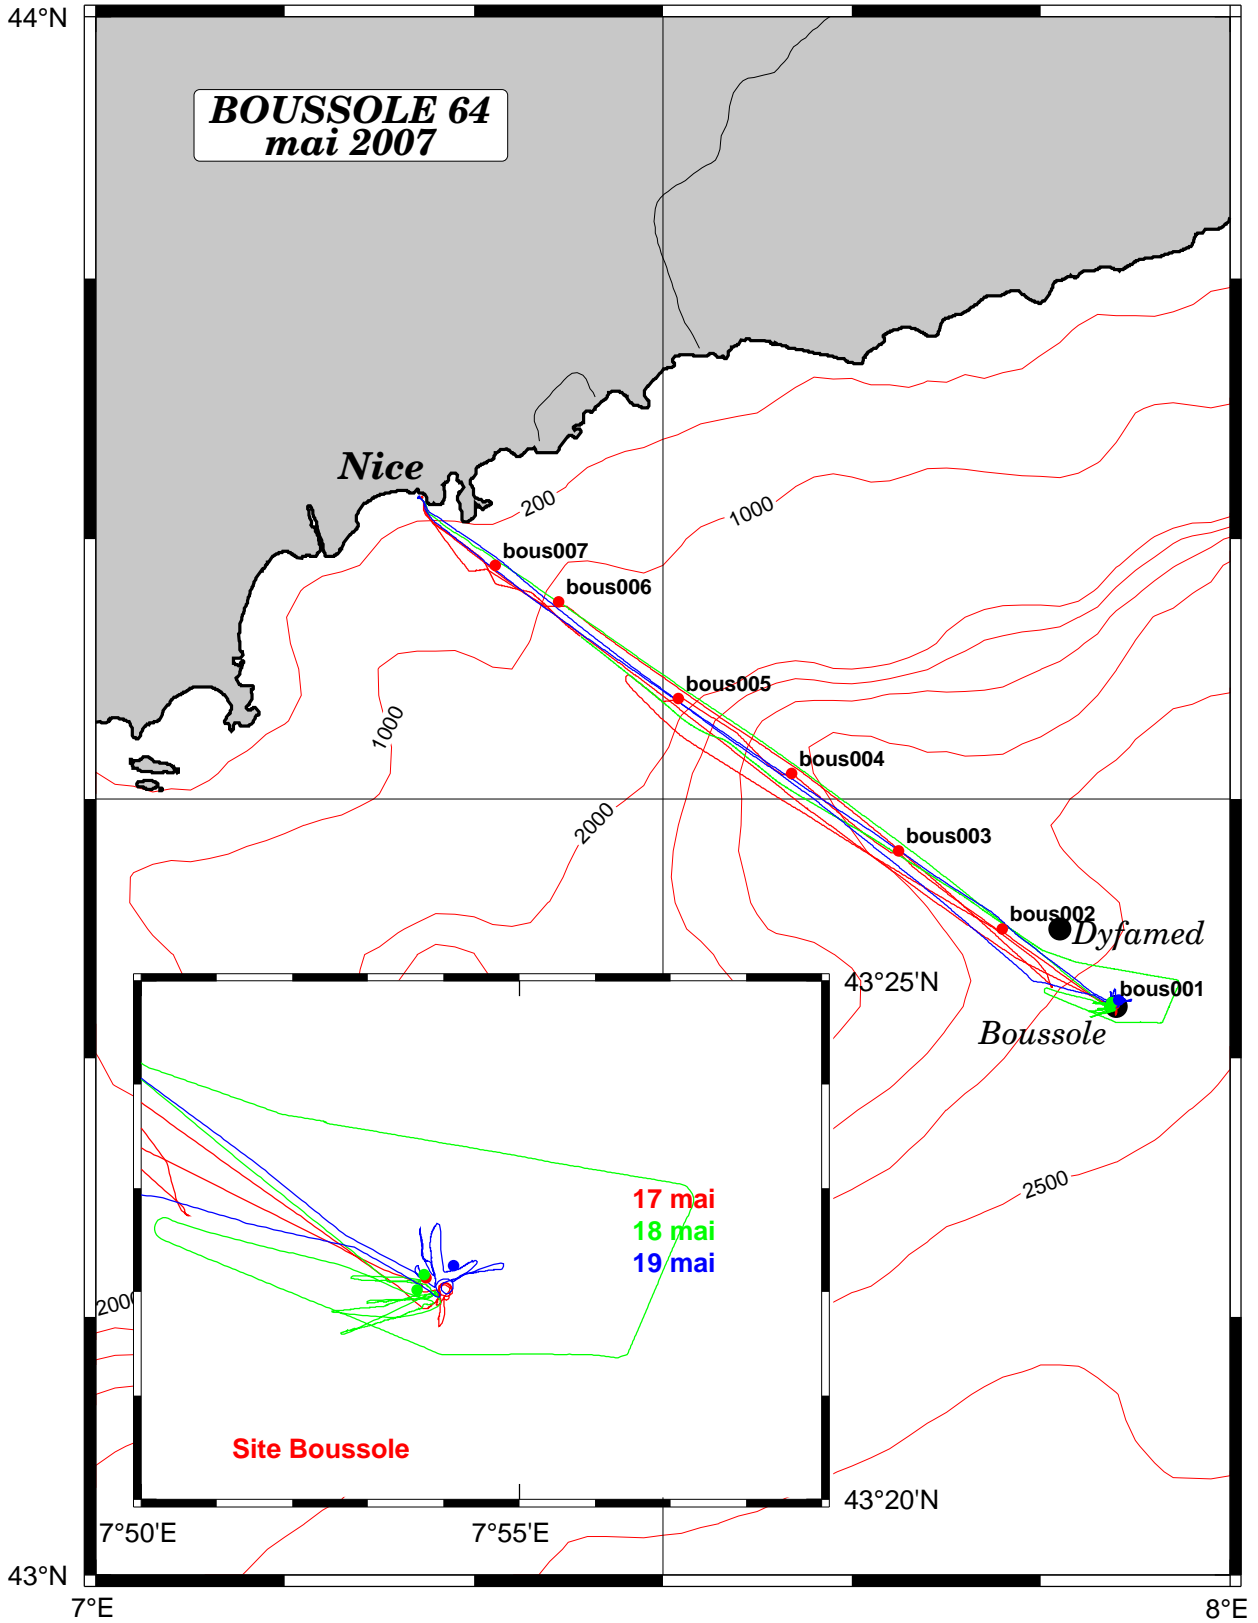 44°N
BOUSSOLE 64
mai 2007
Nice
200
1000
bous007
bous006
bous005
1000
bous004
2000
bous003
bous002
Dyfamed
43°25'N
bous001
Boussole
2500
17 mai
18 mai
19 mai
2000
Site Boussole
43°20'N
7°50'E
7°55'E
43°N
7°E
8°E